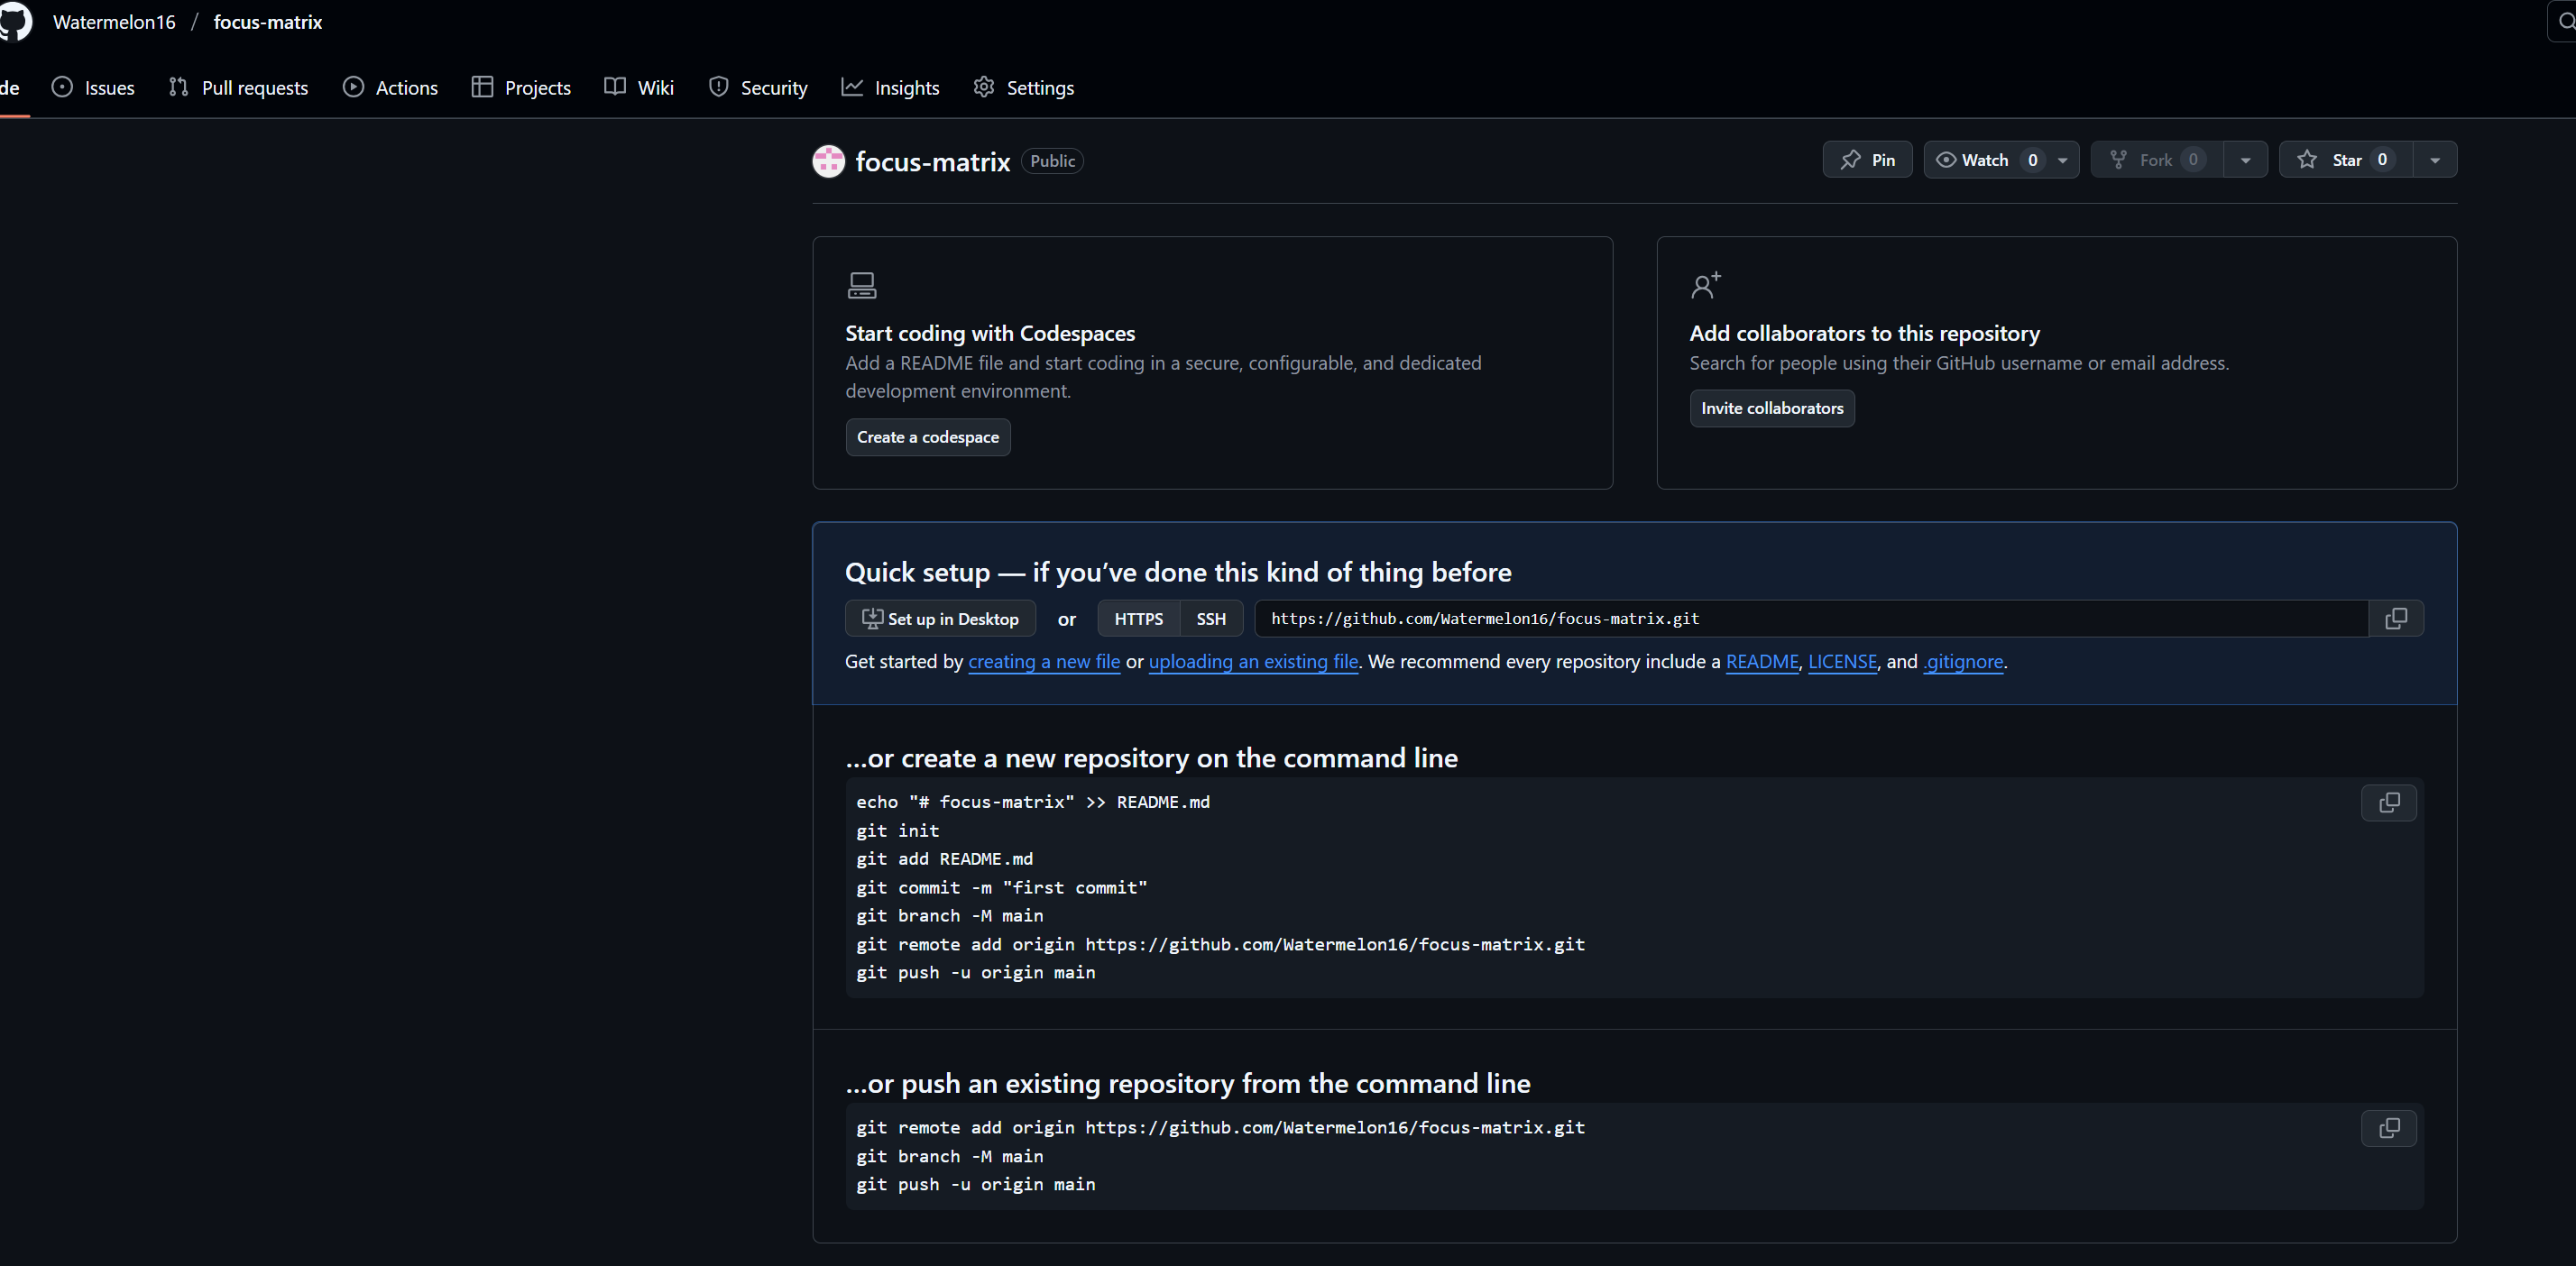 Watermelon16 / focus-matrix
de Issues Pull requests Actions Projects Wiki Security Insights Settings
focus-matrix Public
Pin Watch 0 Fork 0 Star 0
Start coding with Codespaces
Add a README file and start coding in a secure, configurable, and dedicated
development environment.
Create a codespace
Add collaborators to this repository
Search for people using their GitHub username or email address.
Invite collaborators
Quick setup — if you’ve done this kind of thing before
Set up in Desktop or HTTPS SSH https://github.com/Watermelon16/focus-matrix.git
Get started by creating a new file or uploading an existing file. We recommend every repository include a README, LICENSE, and .gitignore.
…or create a new repository on the command line
echo "# focus-matrix" >> README.md
git init
git add README.md
git commit -m "first commit"
git branch -M main
git remote add origin https://github.com/Watermelon16/focus-matrix.git
git push -u origin main
…or push an existing repository from the command line
git remote add origin https://github.com/Watermelon16/focus-matrix.git
git branch -M main
git push -u origin main